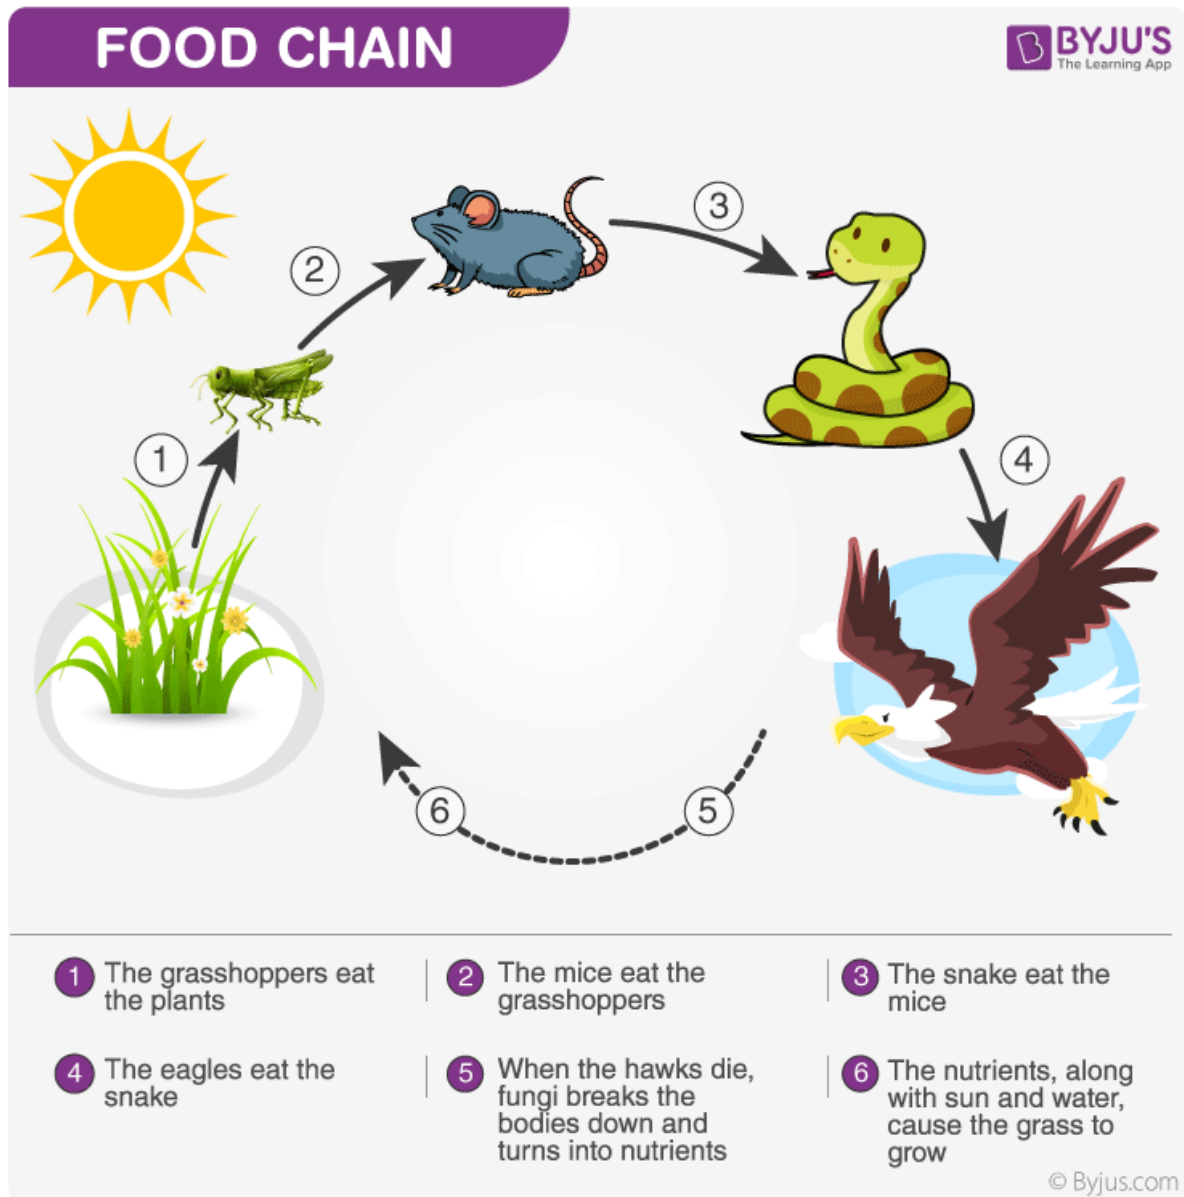 FOOD CHAIN
BYJU'S
The Learning App
3
2
1
4
6
5
1 The grasshoppers eat
the plants
2 The mice eat the
grasshoppers
3 The snake eat the
mice
4 The eagles eat the
snake
5 When the hawks die,
fungi breaks the
bodies down and
turns into nutrients
6 The nutrients, along
with sun and water,
cause the grass to
grow
© Byjus.com